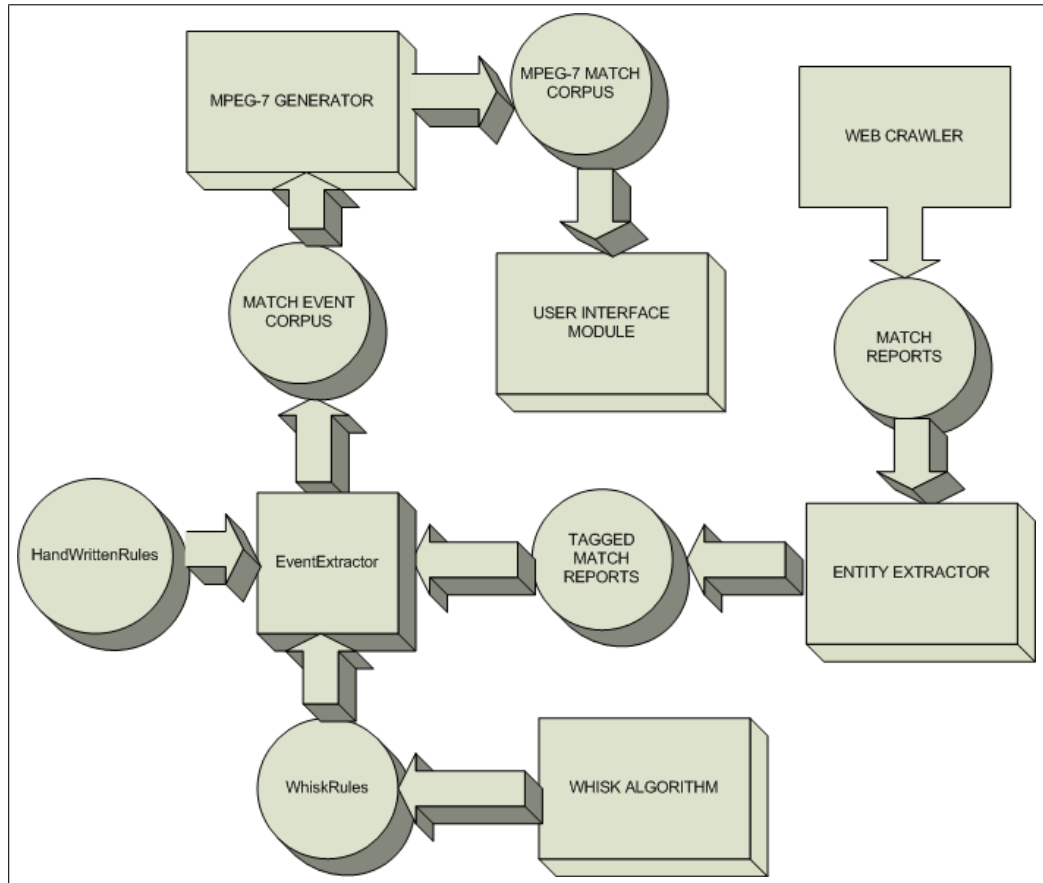 MPEG-7 GENERATOR
MPEG-7 MATCH
CORPUS
WEB CRAWLER
MATCH EVENT
CORPUS
USER INTERFACE
MODULE
MATCH
REPORTS
HandWrittenRules
EventExtractor
TAGGED
MATCH
REPORTS
ENTITY EXTRACTOR
WhiskRules
WHISK ALGORITHM